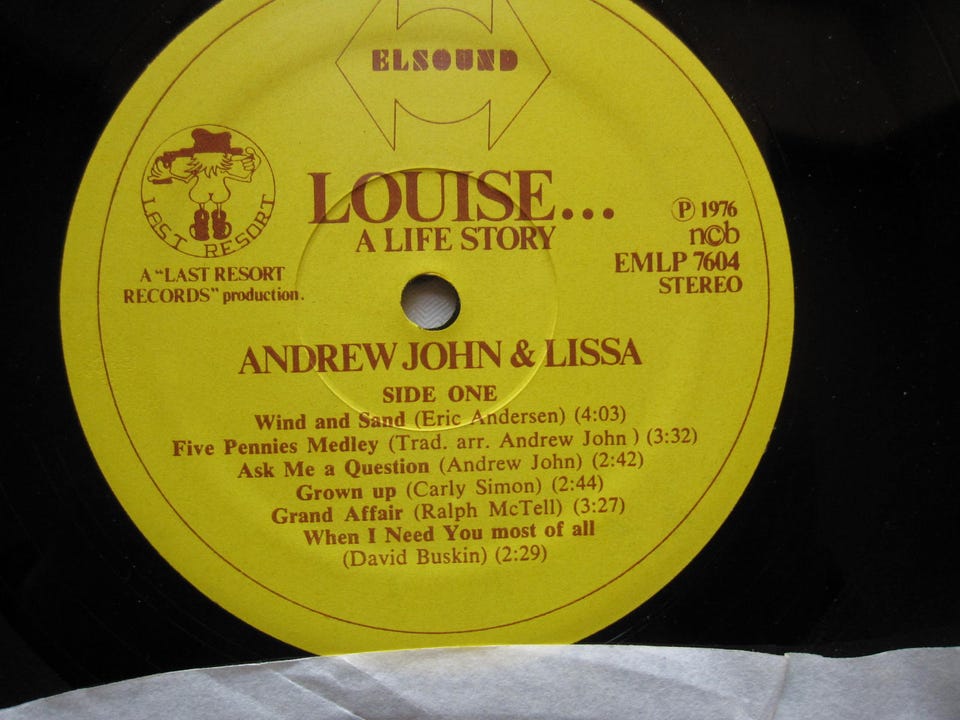 ELSOUND
LAST RESORT
A "LAST RESORT
RECORDS" production.
LOUISE...
A LIFE STORY
Ⓟ 1976
n©b
EMLP 7604
STEREO
ANDREW JOHN & LISSA
SIDE ONE
Wind and Sand (Eric Andersen) (4:03)
Five Pennies Medley (Trad. arr. Andrew John ) (3:32)
Ask Me a Question (Andrew John) (2:42)
Grown up (Carly Simon) (2:44)
Grand Affair (Ralph McTell) (3:27)
When I Need You most of all
(David Buskin) (2:29)